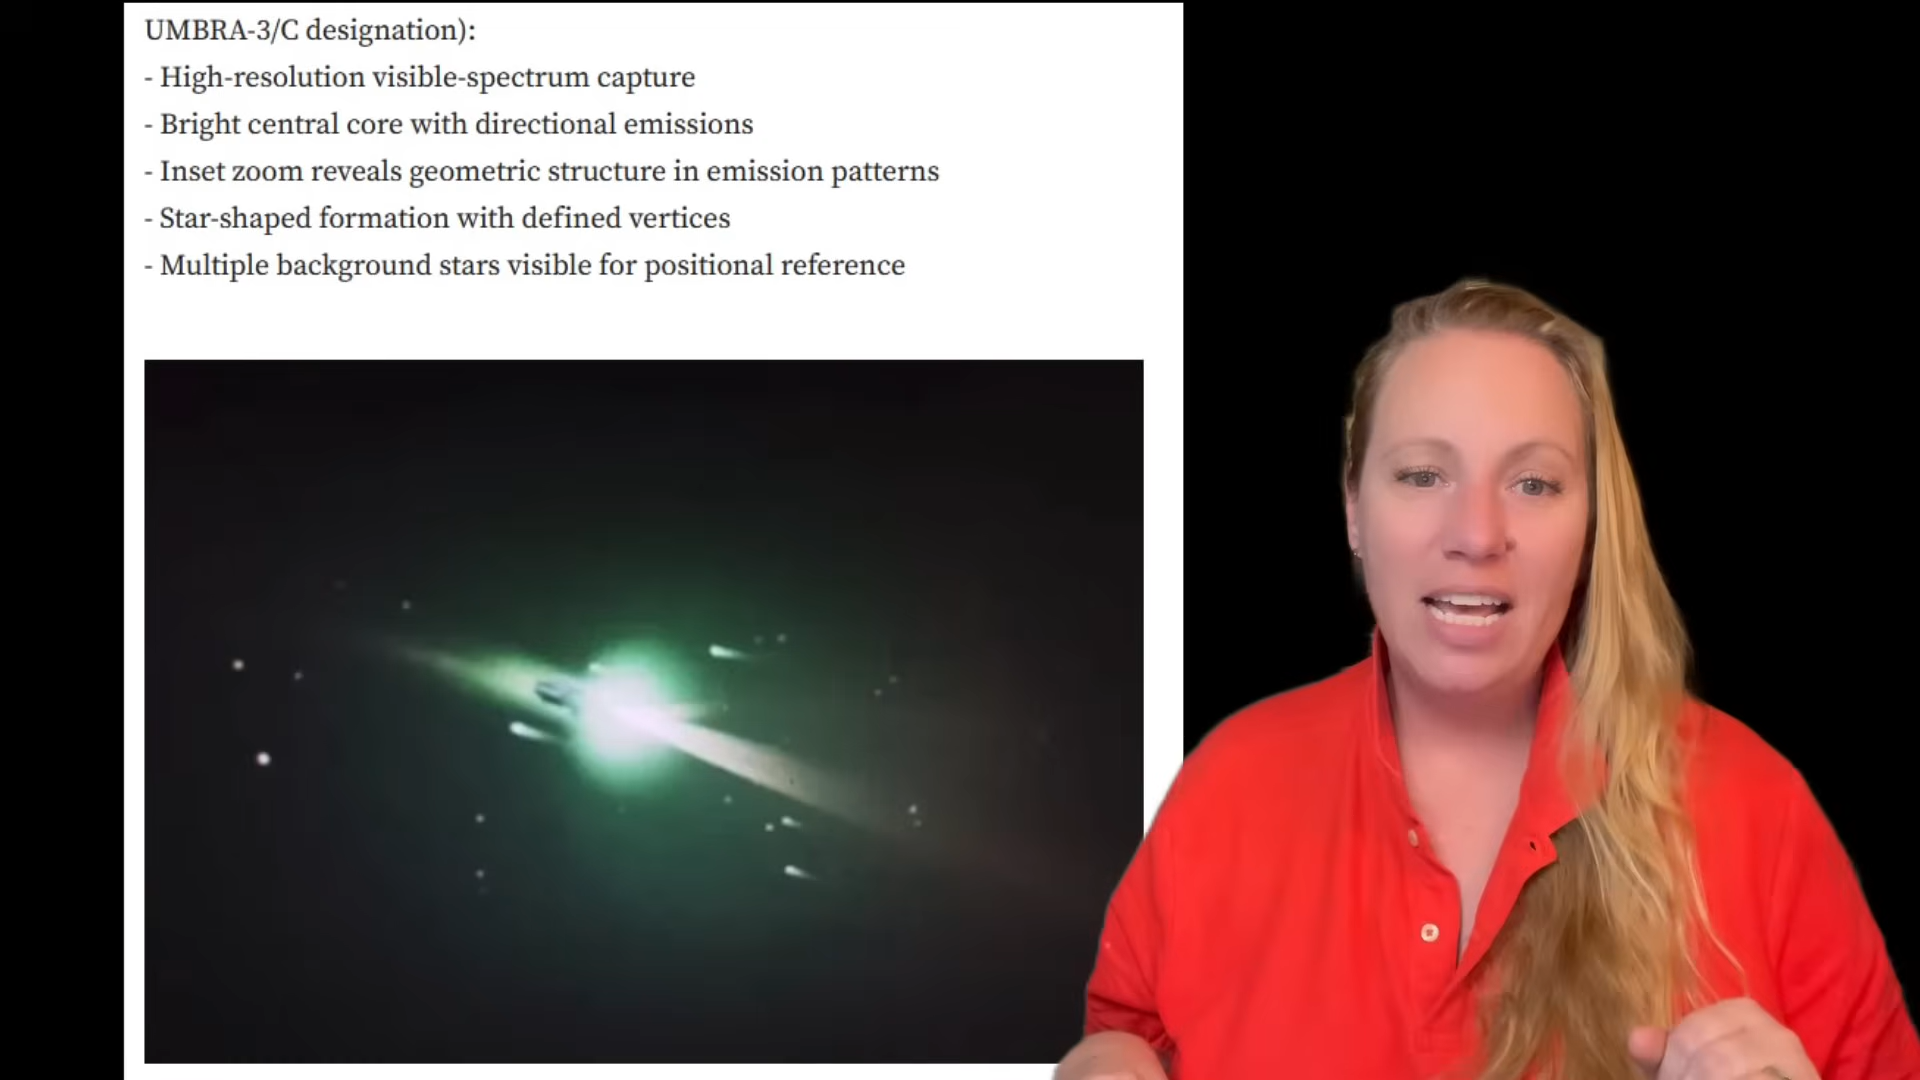 UMBRA-3/C designation):
- High-resolution visible-spectrum capture
- Bright central core with directional emissions
- Inset zoom reveals geometric structure in emission patterns
- Star-shaped formation with defined vertices
- Multiple background stars visible for positional reference